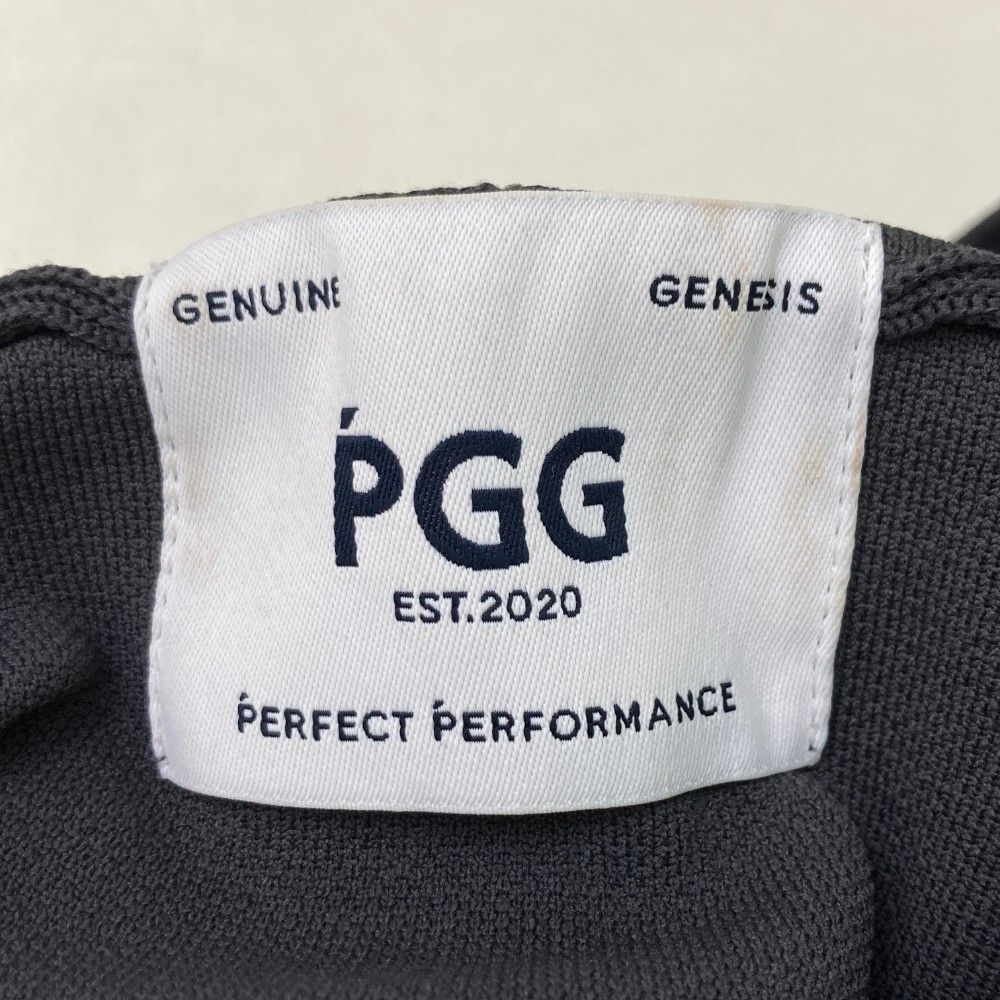 GENUINE GENESIS
ṔGG
EST.2020
ṔERFECT ṔERFORMANCE